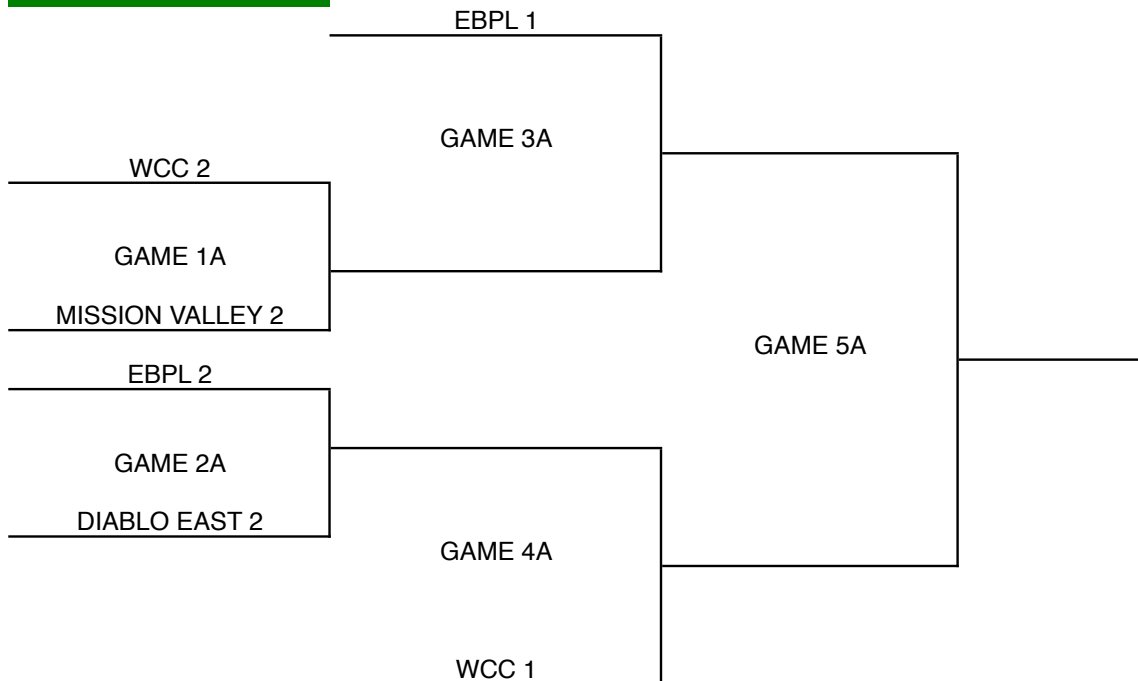 EBPL 1
GAME 3A
WCC 2
GAME 1A
MISSION VALLEY 2
GAME 5A
EBPL 2
GAME 2A
DIABLO EAST 2
GAME 4A
WCC 1